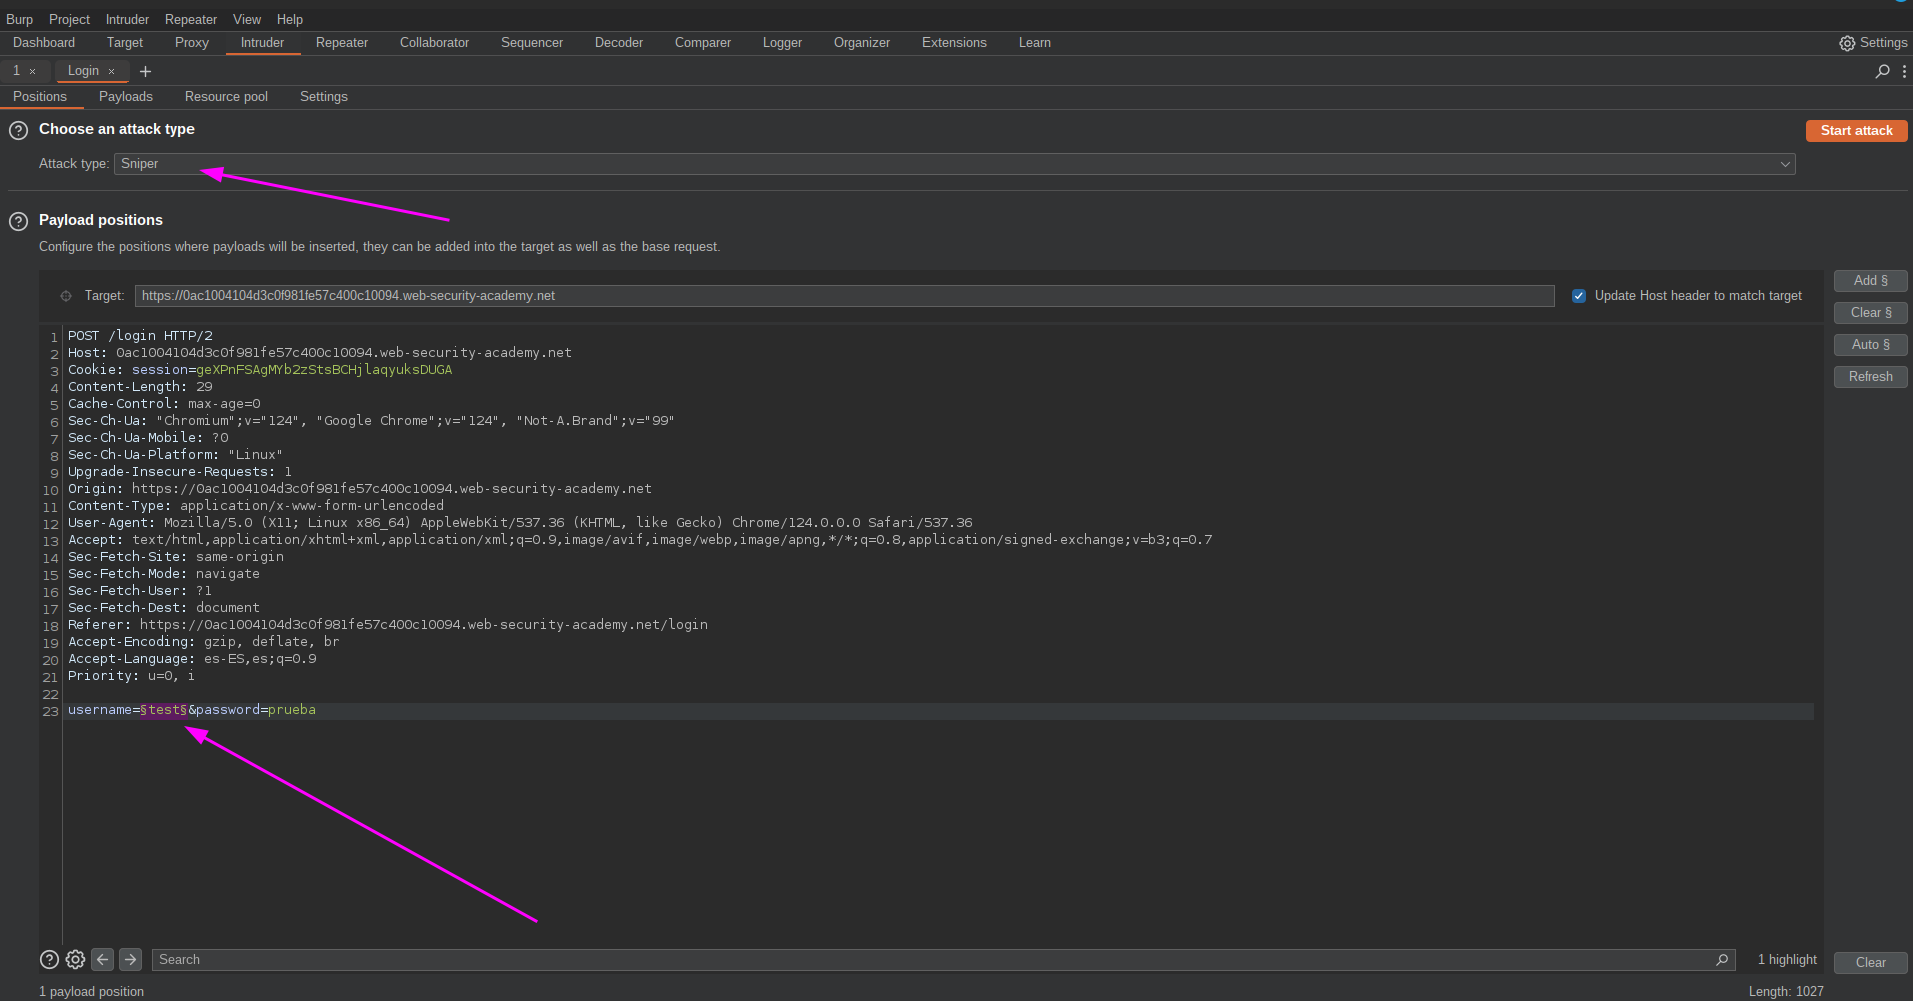 Burp Project Intruder Repeater View Help
Dashboard Target Proxy Intruder Repeater Collaborator Sequencer Decoder Comparer Logger Organizer Extensions Learn Settings
1 × Login × +
Positions Payloads Resource pool Settings
? Choose an attack type
Start attack
Attack type: Sniper
? Payload positions
Configure the positions where payloads will be inserted, they can be added into the target as well as the base request.
Target: https://0ac1004104d3c0f981fe57c400c10094.web-security-academy.net Update Host header to match target
Add §
Clear §
Auto §
Refresh
1 POST /login HTTP/2
2 Host: 0ac1004104d3c0f981fe57c400c10094.web-security-academy.net
3 Cookie: session=geXPnFSAgMYb2zStsBCHjlaqyuksDUGA
4 Content-Length: 29
5 Cache-Control: max-age=0
6 Sec-Ch-Ua: "Chromium";v="124", "Google Chrome";v="124", "Not-A.Brand";v="99"
7 Sec-Ch-Ua-Mobile: ?0
8 Sec-Ch-Ua-Platform: "Linux"
9 Upgrade-Insecure-Requests: 1
10 Origin: https://0ac1004104d3c0f981fe57c400c10094.web-security-academy.net
11 Content-Type: application/x-www-form-urlencoded
12 User-Agent: Mozilla/5.0 (X11; Linux x86_64) AppleWebKit/537.36 (KHTML, like Gecko) Chrome/124.0.0.0 Safari/537.36
13 Accept: text/html,application/xhtml+xml,application/xml;q=0.9,image/avif,image/webp,image/apng,*/*;q=0.8,application/signed-exchange;v=b3;q=0.7
14 Sec-Fetch-Site: same-origin
15 Sec-Fetch-Mode: navigate
16 Sec-Fetch-User: ?1
17 Sec-Fetch-Dest: document
18 Referer: https://0ac1004104d3c0f981fe57c400c10094.web-security-academy.net/login
19 Accept-Encoding: gzip, deflate, br
20 Accept-Language: es-ES,es;q=0.9
21 Priority: u=0, i
22
23 username=§test§&password=prueba
? Search 1 highlight Clear
1 payload position Length: 1027